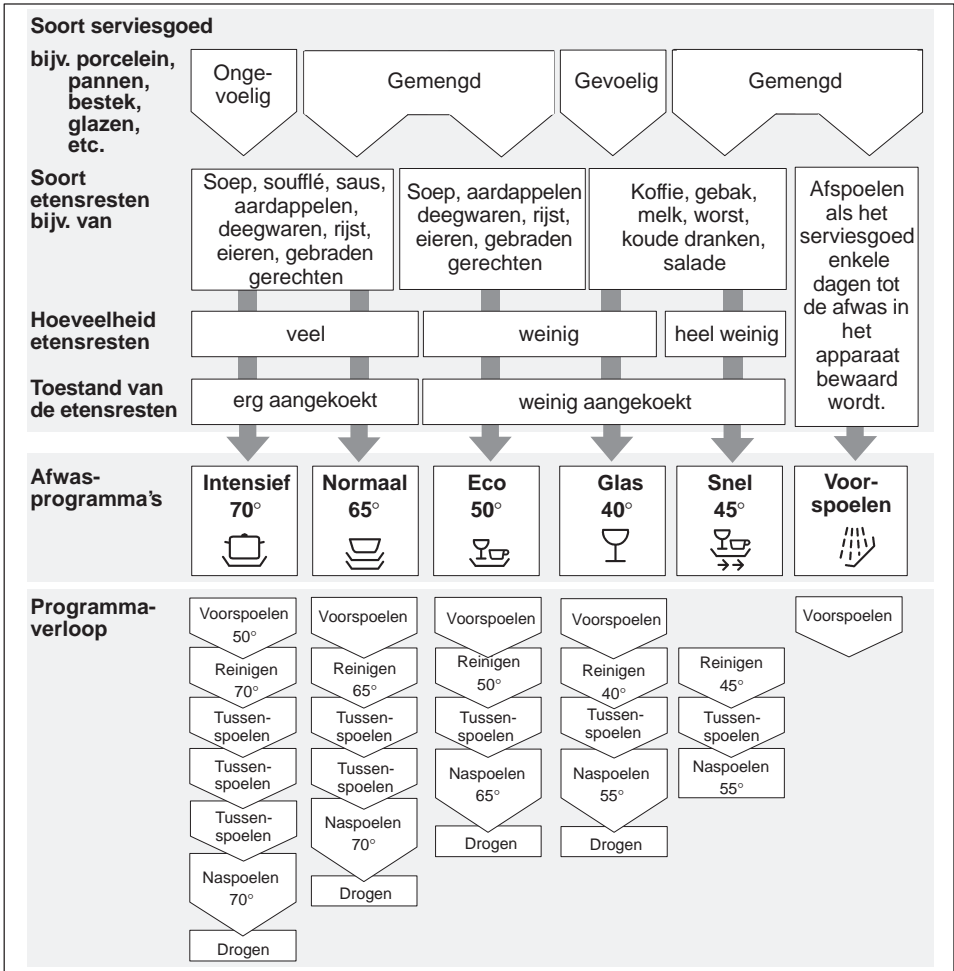 Soort serviesgoed
bijv. porcelein,
pannen,
bestek,
glazen,
etc.
Onge-
voelig
Gemengd
Gevoelig
Gemengd
Soort
etensresten
bijv. van
Soep, soufflé, saus,
aardappelen,
deegwaren, rijst,
eieren, gebraden
gerechten
Soep, aardappelen
deegwaren, rijst,
eieren, gebraden
gerechten
Koffie, gebak,
melk, worst,
koude dranken,
salade
Afspoelen
als het
serviesgoed
enkele
dagen tot
de afwas in
het
apparaat
bewaard
wordt.
Hoeveelheid
etensresten
veel
weinig
heel weinig
Toestand van
de etensresten
erg aangekoekt
weinig aangekoekt
Afwas-
programma’s
Intensief
70°
Normaal
65°
Eco
50°
Glas
40°
Snel
45°
Voor-
spoelen
Programma-
verloop
Voorspoelen
50°
Reinigen
70°
Tussen-
spoelen
Tussen-
spoelen
Tussen-
spoelen
Naspoelen
70°
Drogen
Voorspoelen
Reinigen
65°
Tussen-
spoelen
Tussen-
spoelen
Naspoelen
70°
Drogen
Voorspoelen
Reinigen
50°
Tussen-
spoelen
Naspoelen
65°
Drogen
Voorspoelen
Reinigen
40°
Tussen-
spoelen
Naspoelen
55°
Drogen
Reinigen
45°
Tussen-
spoelen
Naspoelen
55°
Voorspoelen